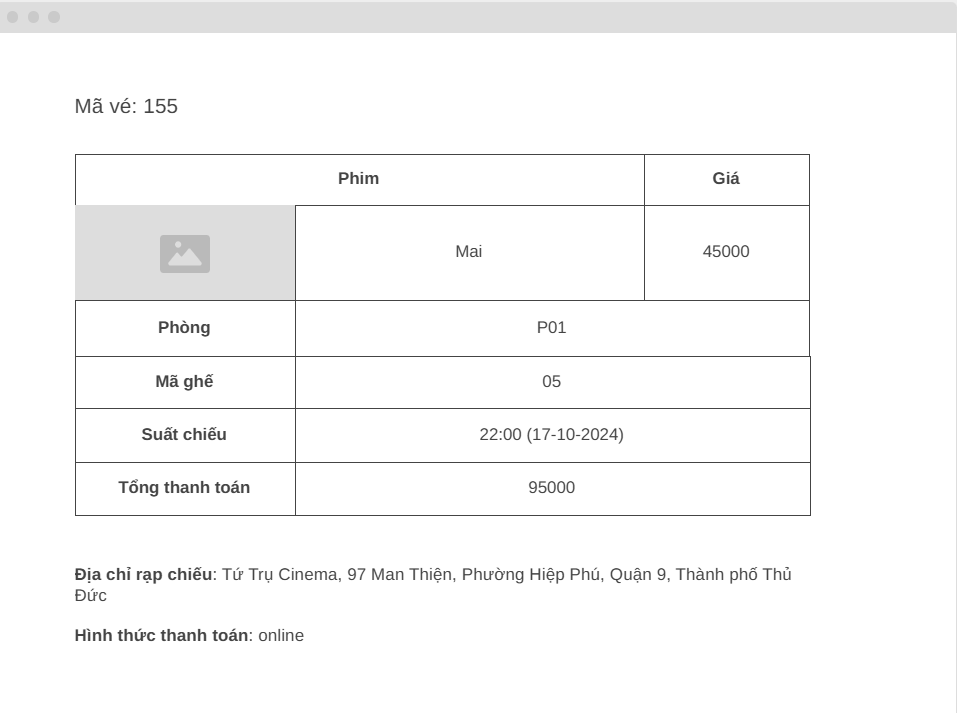 Mã vé: 155
Phim Giá
Mai 45000
Phòng P01
Mã ghế 05
Suất chiếu 22:00 (17-10-2024)
Tổng thanh toán 95000
Địa chỉ rạp chiếu: Tứ Trụ Cinema, 97 Man Thiện, Phường Hiệp Phú, Quận 9, Thành phố Thủ
Đức
Hình thức thanh toán: online